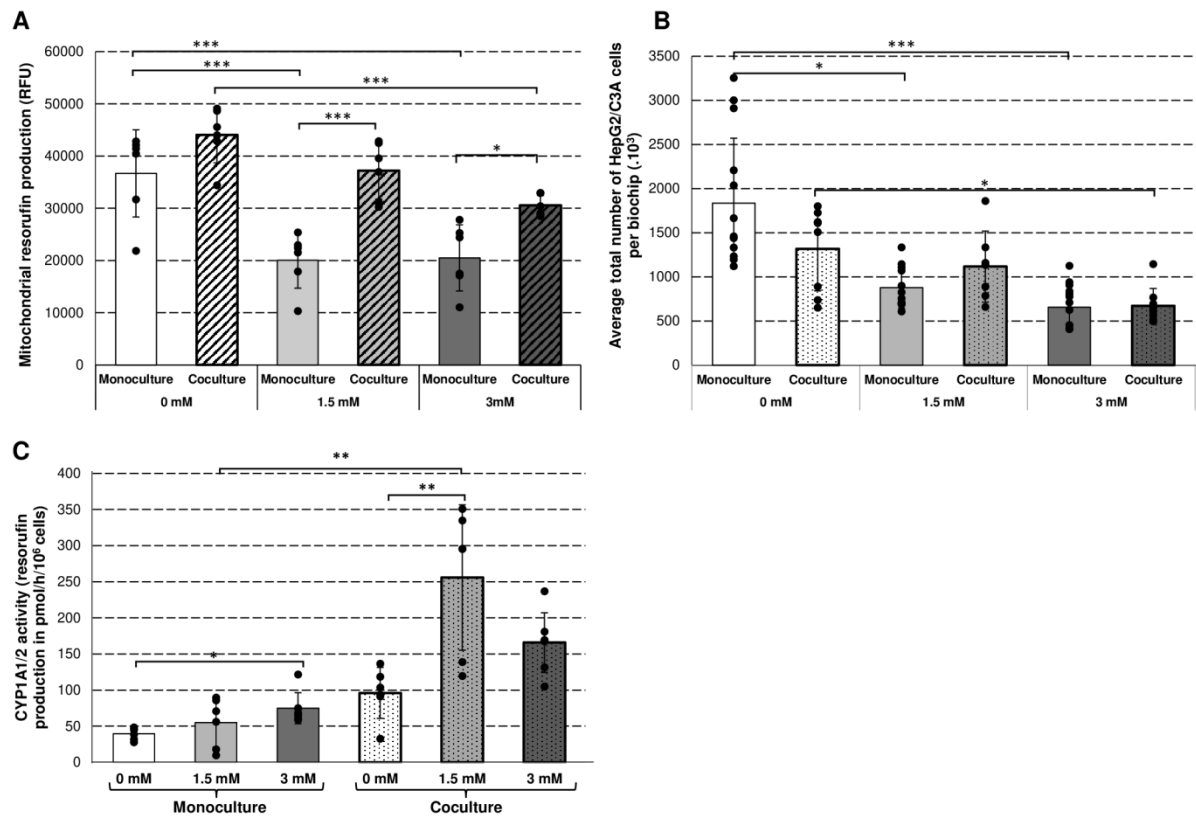 A
Mitochondrial resorufin production (RFU)
60000
50000
40000
30000
20000
10000
0
***
***
***
***
*
Monoculture Coculture Monoculture Coculture Monoculture Coculture
0 mM 1.5 mM 3mM
B
Average total number of HepG2/C3A cells
per biochip (.10³)
3500
3000
2500
2000
1500
1000
500
0
***
*
*
Monoculture Coculture Monoculture Coculture Monoculture Coculture
0 mM 1.5 mM 3 mM
C
CYP1A1/2 activity (resorufin
production in pmol/h/10⁶ cells)
400
350
300
250
200
150
100
50
0
**
**
*
0 mM 1.5 mM 3 mM 0 mM 1.5 mM 3 mM
Monoculture Coculture